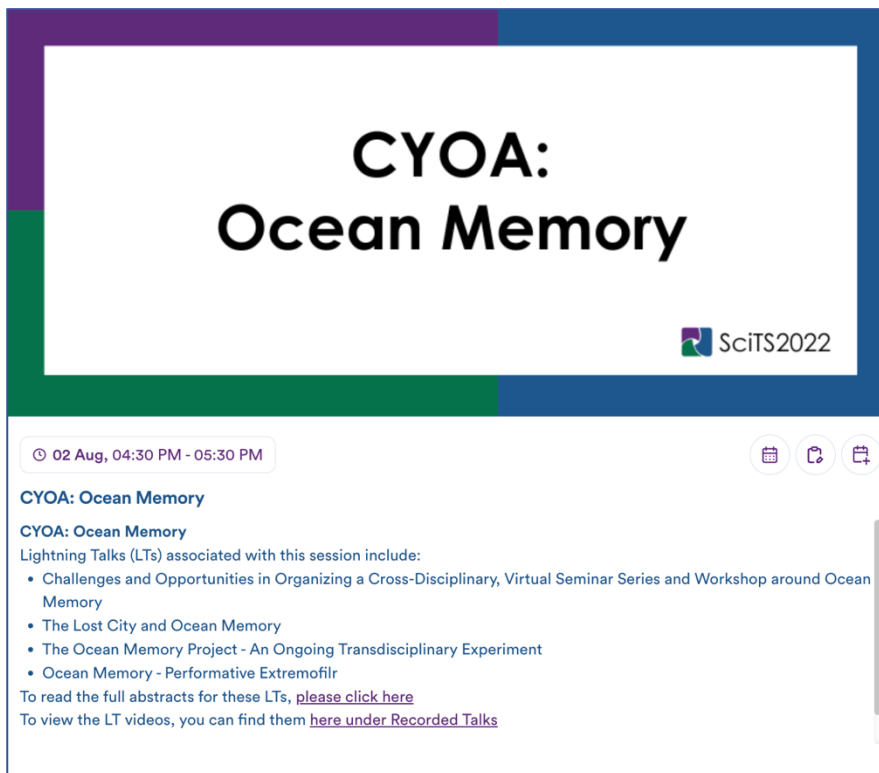 CYOA:
Ocean Memory
SciTS2022
02 Aug, 04:30 PM - 05:30 PM
CYOA: Ocean Memory
CYOA: Ocean Memory
Lightning Talks (LTs) associated with this session include:
• Challenges and Opportunities in Organizing a Cross-Disciplinary, Virtual Seminar Series and Workshop around Ocean
Memory
• The Lost City and Ocean Memory
• The Ocean Memory Project - An Ongoing Transdisciplinary Experiment
• Ocean Memory - Performative Extremofilr
To read the full abstracts for these LTs, please click here
To view the LT videos, you can find them here under Recorded Talks